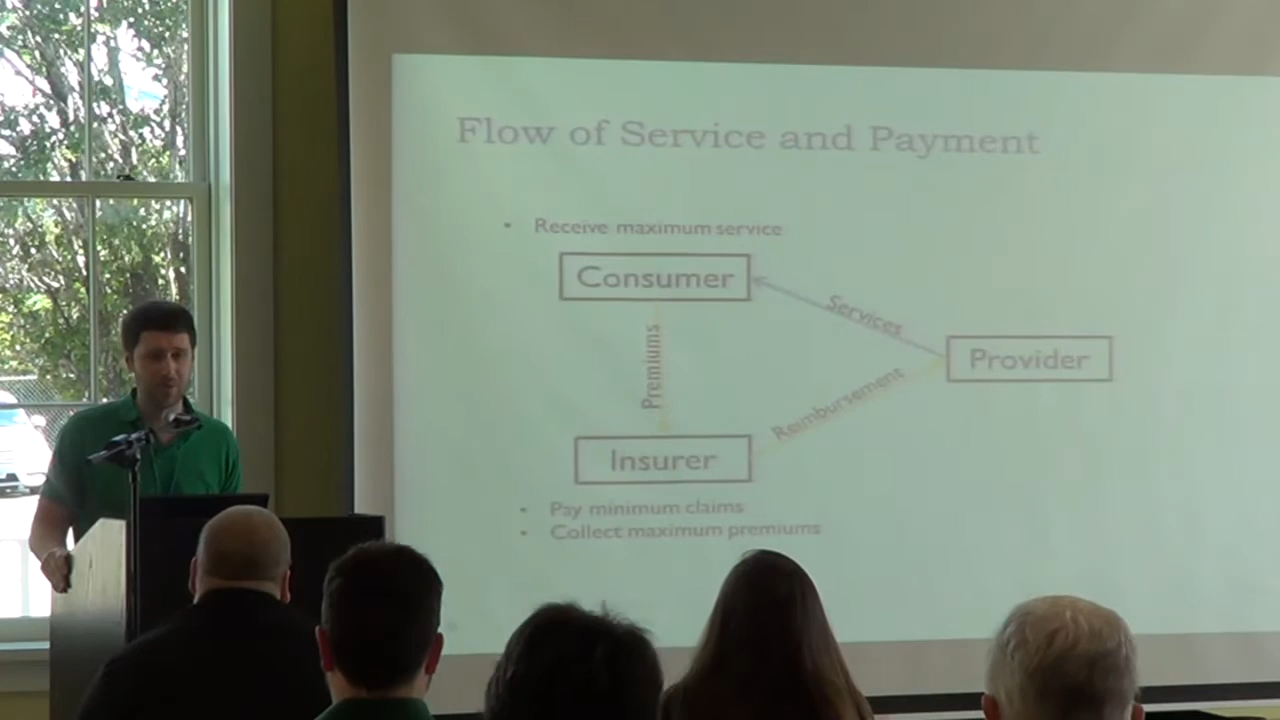 Flow of Service and Payment
• Receive maximum service
Consumer
Services
Premiums
Provider
Reimbursement
Insurer
• Pay minimum claims
• Collect maximum premiums